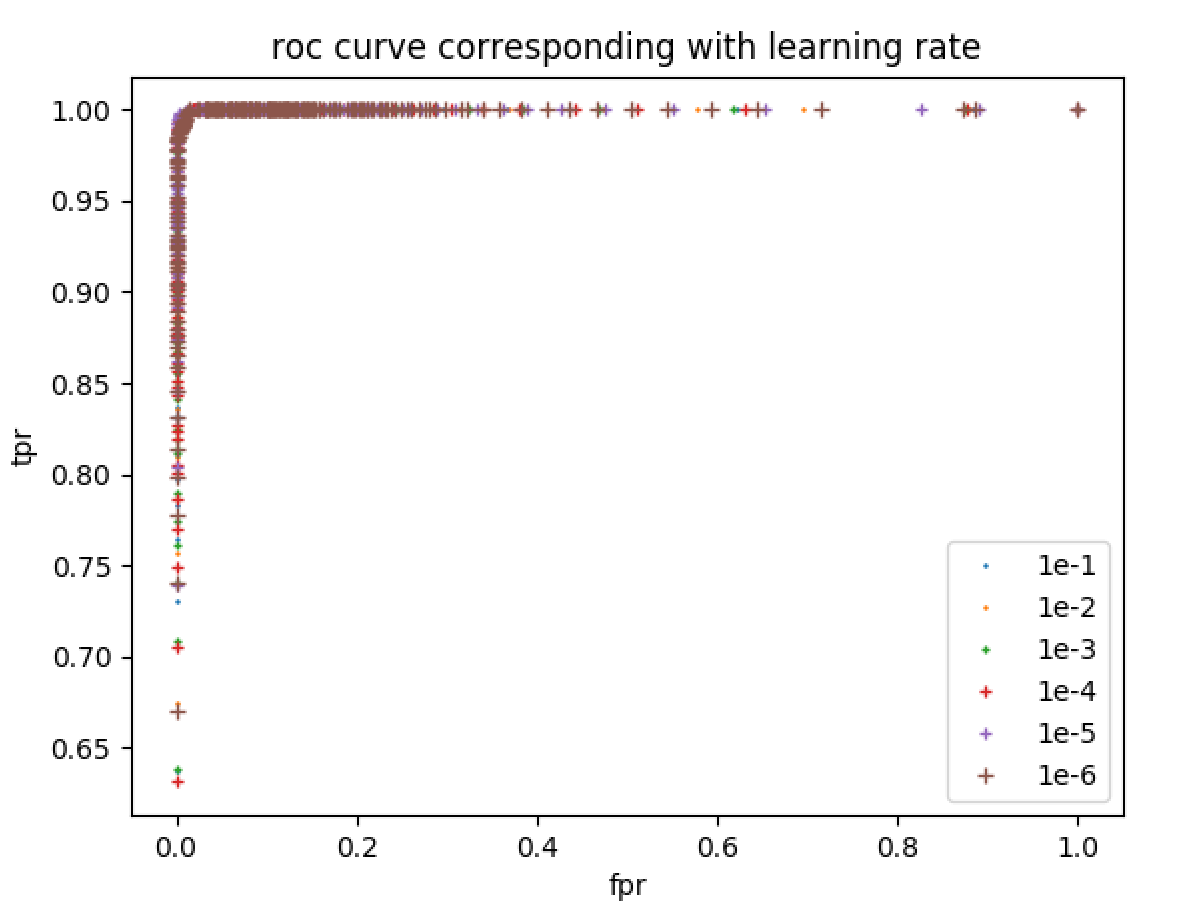 roc curve corresponding with learning rate
tpr
1.00
0.95
0.90
0.85
0.80
0.75
0.70
0.65
1e-1
1e-2
1e-3
1e-4
1e-5
1e-6
0.0 0.2 0.4 0.6 0.8 1.0
fpr